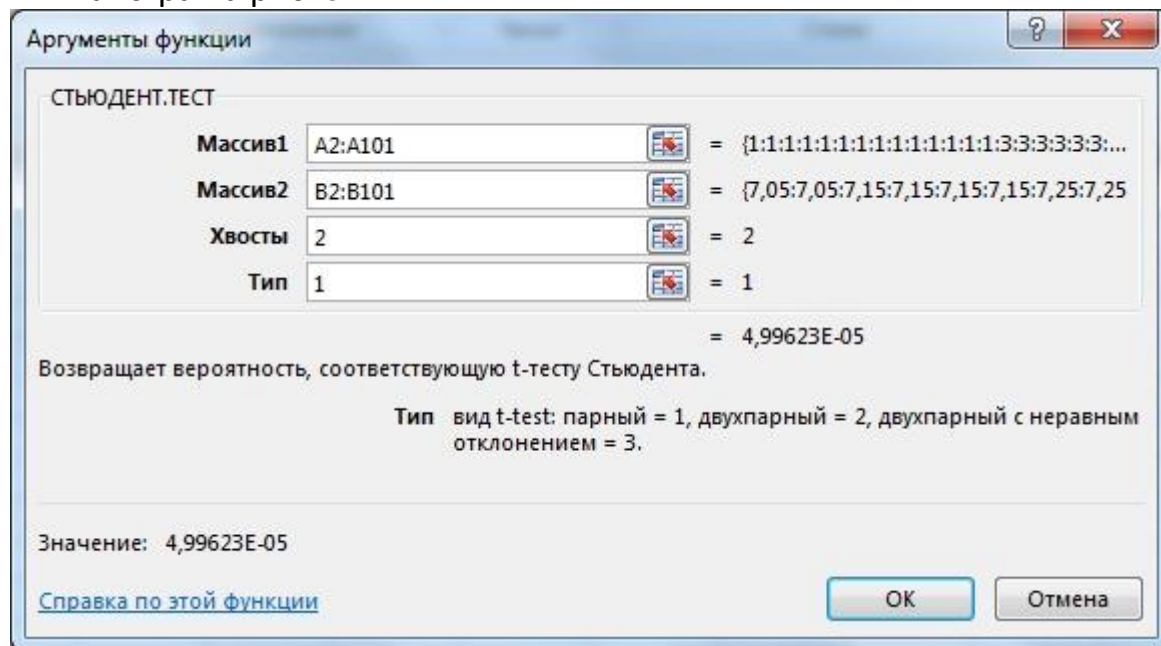 Аргументы функции
СТЬЮДЕНТ.ТЕСТ
Массив1 A2:A101 = {1:1:1:1:1:1:1:1:1:1:1:1:1:1:3:3:3:3:3:3:...
Массив2 B2:B101 = {7,05:7,05:7,15:7,15:7,15:7,15:7,25:7,25
Хвосты 2 = 2
Тип 1 = 1
= 4,99623E-05
Возвращает вероятность, соответствующую t-тесту Стьюдента.
Тип вид t-test: парный = 1, двухпарный = 2, двухпарный с неравным
отклонением = 3.
Значение: 4,99623E-05
Справка по этой функции
ОК Отмена